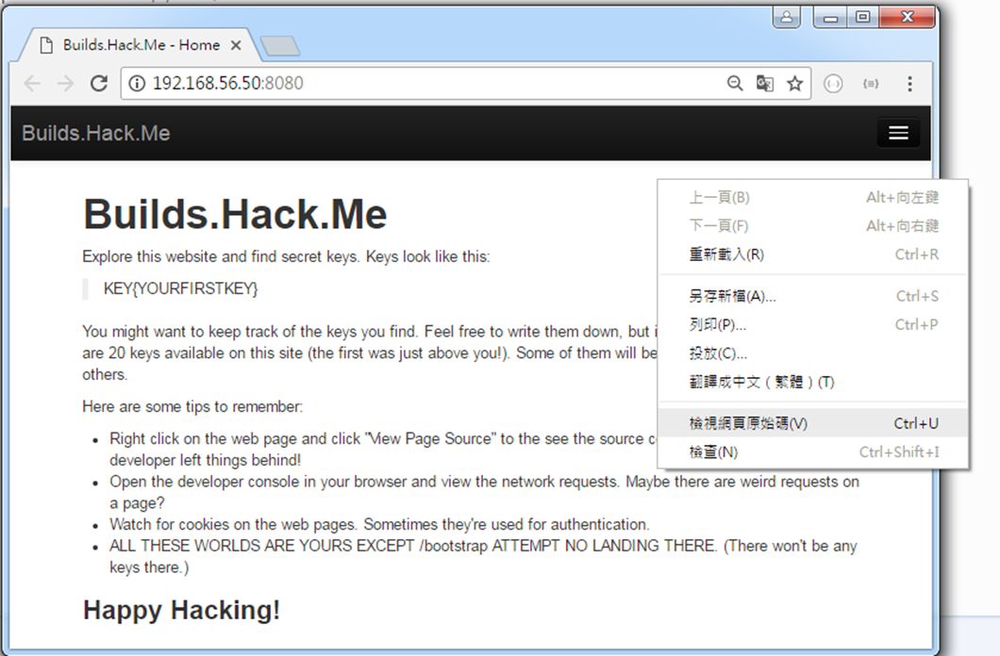 Builds.Hack.Me - Home
192.168.56.50:8080
Builds.Hack.Me
Builds.Hack.Me
Explore this website and find secret keys. Keys look like this:
KEY{YOURFIRSTKEY}
You might want to keep track of the keys you find. Feel free to write them down, but
are 20 keys available on this site (the first was just above you!). Some of them will be
others.
Here are some tips to remember:
Right click on the web page and click "View Page Source" to the see the source
developer left things behind!
Open the developer console in your browser and view the network requests. Maybe there are weird requests on
a page?
Watch for cookies on the web pages. Sometimes they're used for authentication.
ALL THESE WORLDS ARE YOURS EXCEPT /bootstrap ATTEMPT NO LANDING THERE. (There won't be any
keys there.)
Happy Hacking!
上一頁(B) Alt+向左鍵
下一頁(F) Alt+向右鍵
重新載入(R) Ctrl+R
另存新檔(A)... Ctrl+S
列印(P)... Ctrl+P
投放(C)...
翻譯成中文（繁體）(T)
檢視網頁原始碼(V) Ctrl+U
檢查(N) Ctrl+Shift+I